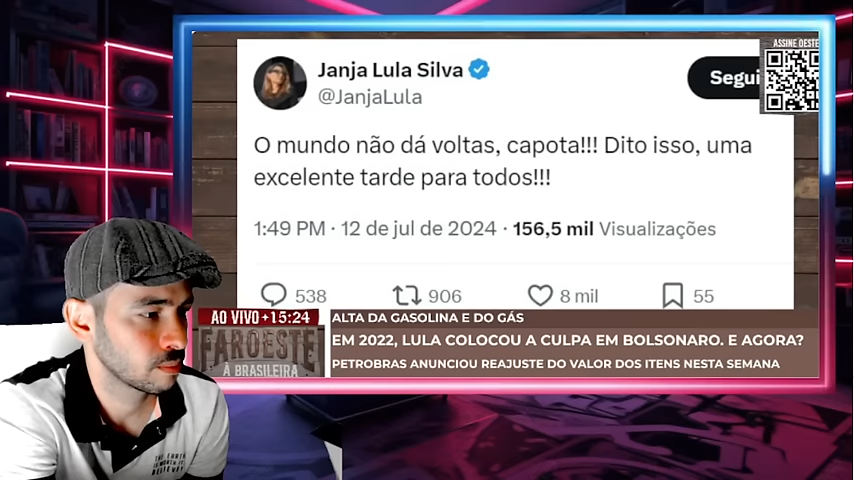 ASSINE OESTE
Janja Lula Silva
@JanjaLula
Segui
O mundo não dá voltas, capota!!! Dito isso, uma
excelente tarde para todos!!!
1:49 PM · 12 de jul de 2024 · 156,5 mil Visualizações
538 906 8 mil 55
AO VIVO+15:24
FAROESTE
À BRASILEIRA
ALTA DA GASOLINA E DO GÁS
EM 2022, LULA COLOCOU A CULPA EM BOLSONARO. E AGORA?
PETROBRAS ANUNCIOU REAJUSTE DO VALOR DOS ITENS NESTA SEMANA